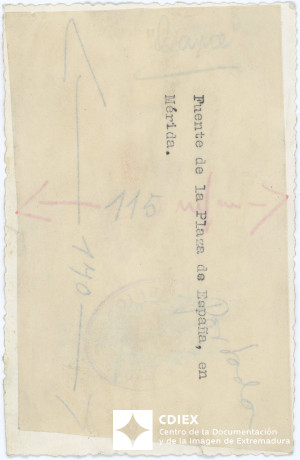 Fuente de la Plaza de España, en
Mérida.
115 m/m
140
Portada
CDIEX
Centro de la Documentación
y de la imagen de Extremadura